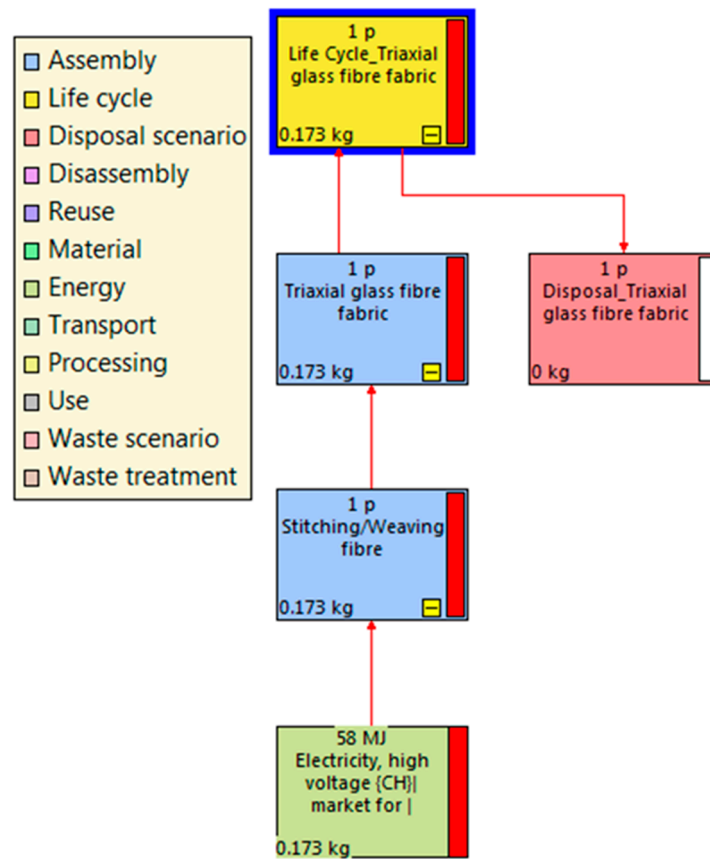 Assembly
Life cycle
Disposal scenario
Disassembly
Reuse
Material
Energy
Transport
Processing
Use
Waste scenario
Waste treatment
1 p
Life Cycle_Triaxial
glass fibre fabric
0.173 kg
1 p
Triaxial glass fibre
fabric
0.173 kg
1 p
Disposal_Triaxial
glass fibre fabric
0 kg
1 p
Stitching/Weaving
fibre
0.173 kg
58 MJ
Electricity, high
voltage {CH}|
market for |
0.173 kg